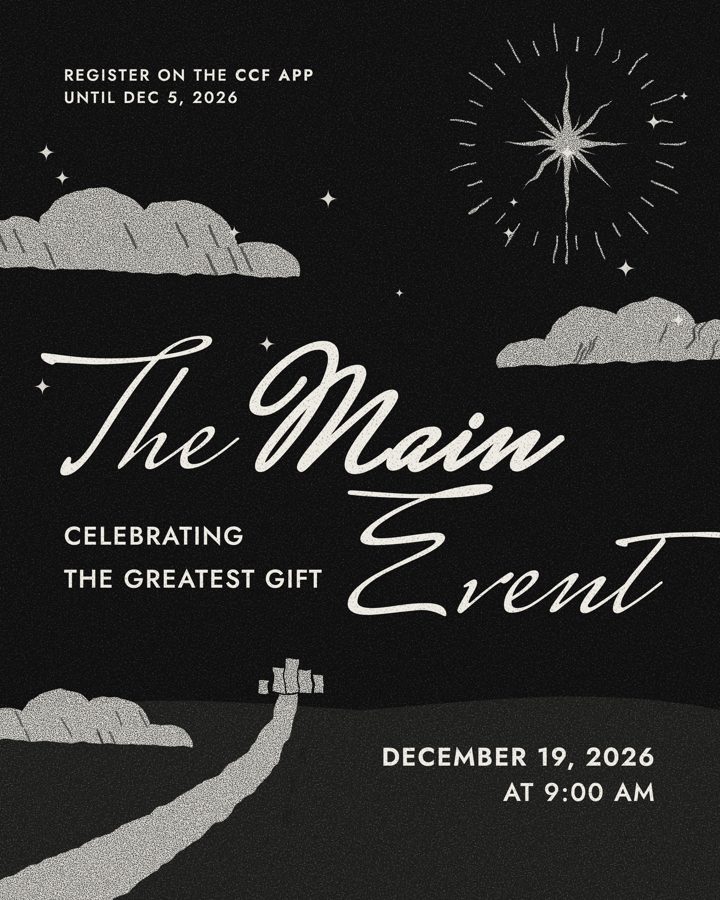 REGISTER ON THE CCF APP
UNTIL DEC 5, 2026
The Main
Event
CELEBRATING
THE GREATEST GIFT
DECEMBER 19, 2026
AT 9:00 AM